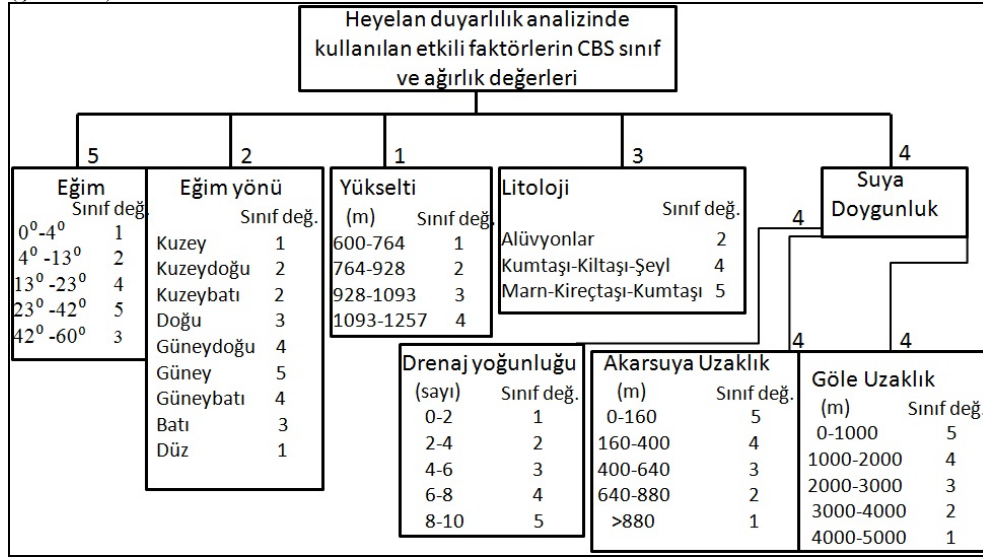 Heyelan duyarlılık analizinde
kullanılan etkili faktörlerin CBS sınıf
ve ağırlık değerleri
5
2
1
3
4
Eğim
Sınıf değ.
0⁰-4⁰ 1
4⁰ -13⁰ 2
13⁰ -23⁰ 4
23⁰ -42⁰ 5
42⁰ -60⁰ 3
Eğim yönü
Sınıf değ.
Kuzey 1
Kuzeydoğu 2
Kuzeybatı 2
Doğu 3
Güneydoğu 4
Güney 5
Güneybatı 4
Batı 3
Düz 1
Yükselti
(m) Sınıf değ.
600-764 1
764-928 2
928-1093 3
1093-1257 4
Litoloji
Sınıf değ.
Alüvyonlar 2
Kumtaşı-Kiltaşı-Şeyl 4
Marn-Kireçtaşı-Kumtaşı 5
Suya
Doygunluk
4
4
4
Drenaj yoğunluğu
(sayı) Sınıf değ.
0-2 1
2-4 2
4-6 3
6-8 4
8-10 5
Akarsuya Uzaklık
(m) Sınıf değ.
0-160 5
160-400 4
400-640 3
640-880 2
>880 1
Göle Uzaklık
(m) Sınıf değ.
0-1000 5
1000-2000 4
2000-3000 3
3000-4000 2
4000-5000 1